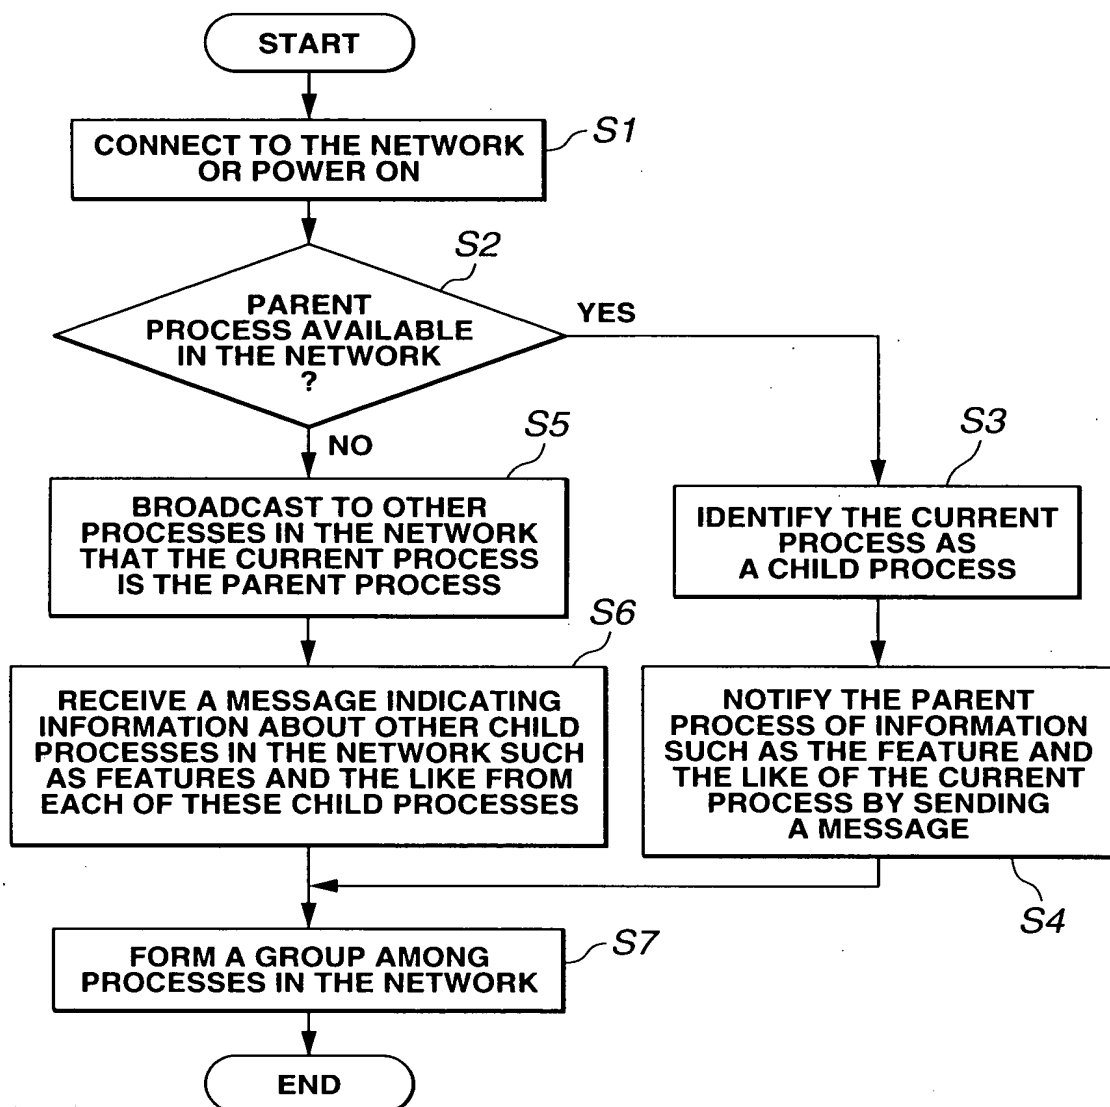 START
CONNECT TO THE NETWORK
OR POWER ON
S1
S2
PARENT
PROCESS AVAILABLE
IN THE NETWORK
?
YES
NO
S5
BROADCAST TO OTHER
PROCESSES IN THE NETWORK
THAT THE CURRENT PROCESS
IS THE PARENT PROCESS
S3
IDENTIFY THE CURRENT
PROCESS AS
A CHILD PROCESS
S6
RECEIVE A MESSAGE INDICATING
INFORMATION ABOUT OTHER CHILD
PROCESSES IN THE NETWORK SUCH
AS FEATURES AND THE LIKE FROM
EACH OF THESE CHILD PROCESSES
NOTIFY THE PARENT
PROCESS OF INFORMATION
SUCH AS THE FEATURE AND
THE LIKE OF THE CURRENT
PROCESS BY SENDING
A MESSAGE
S4
FORM A GROUP AMONG
PROCESSES IN THE NETWORK
S7
END